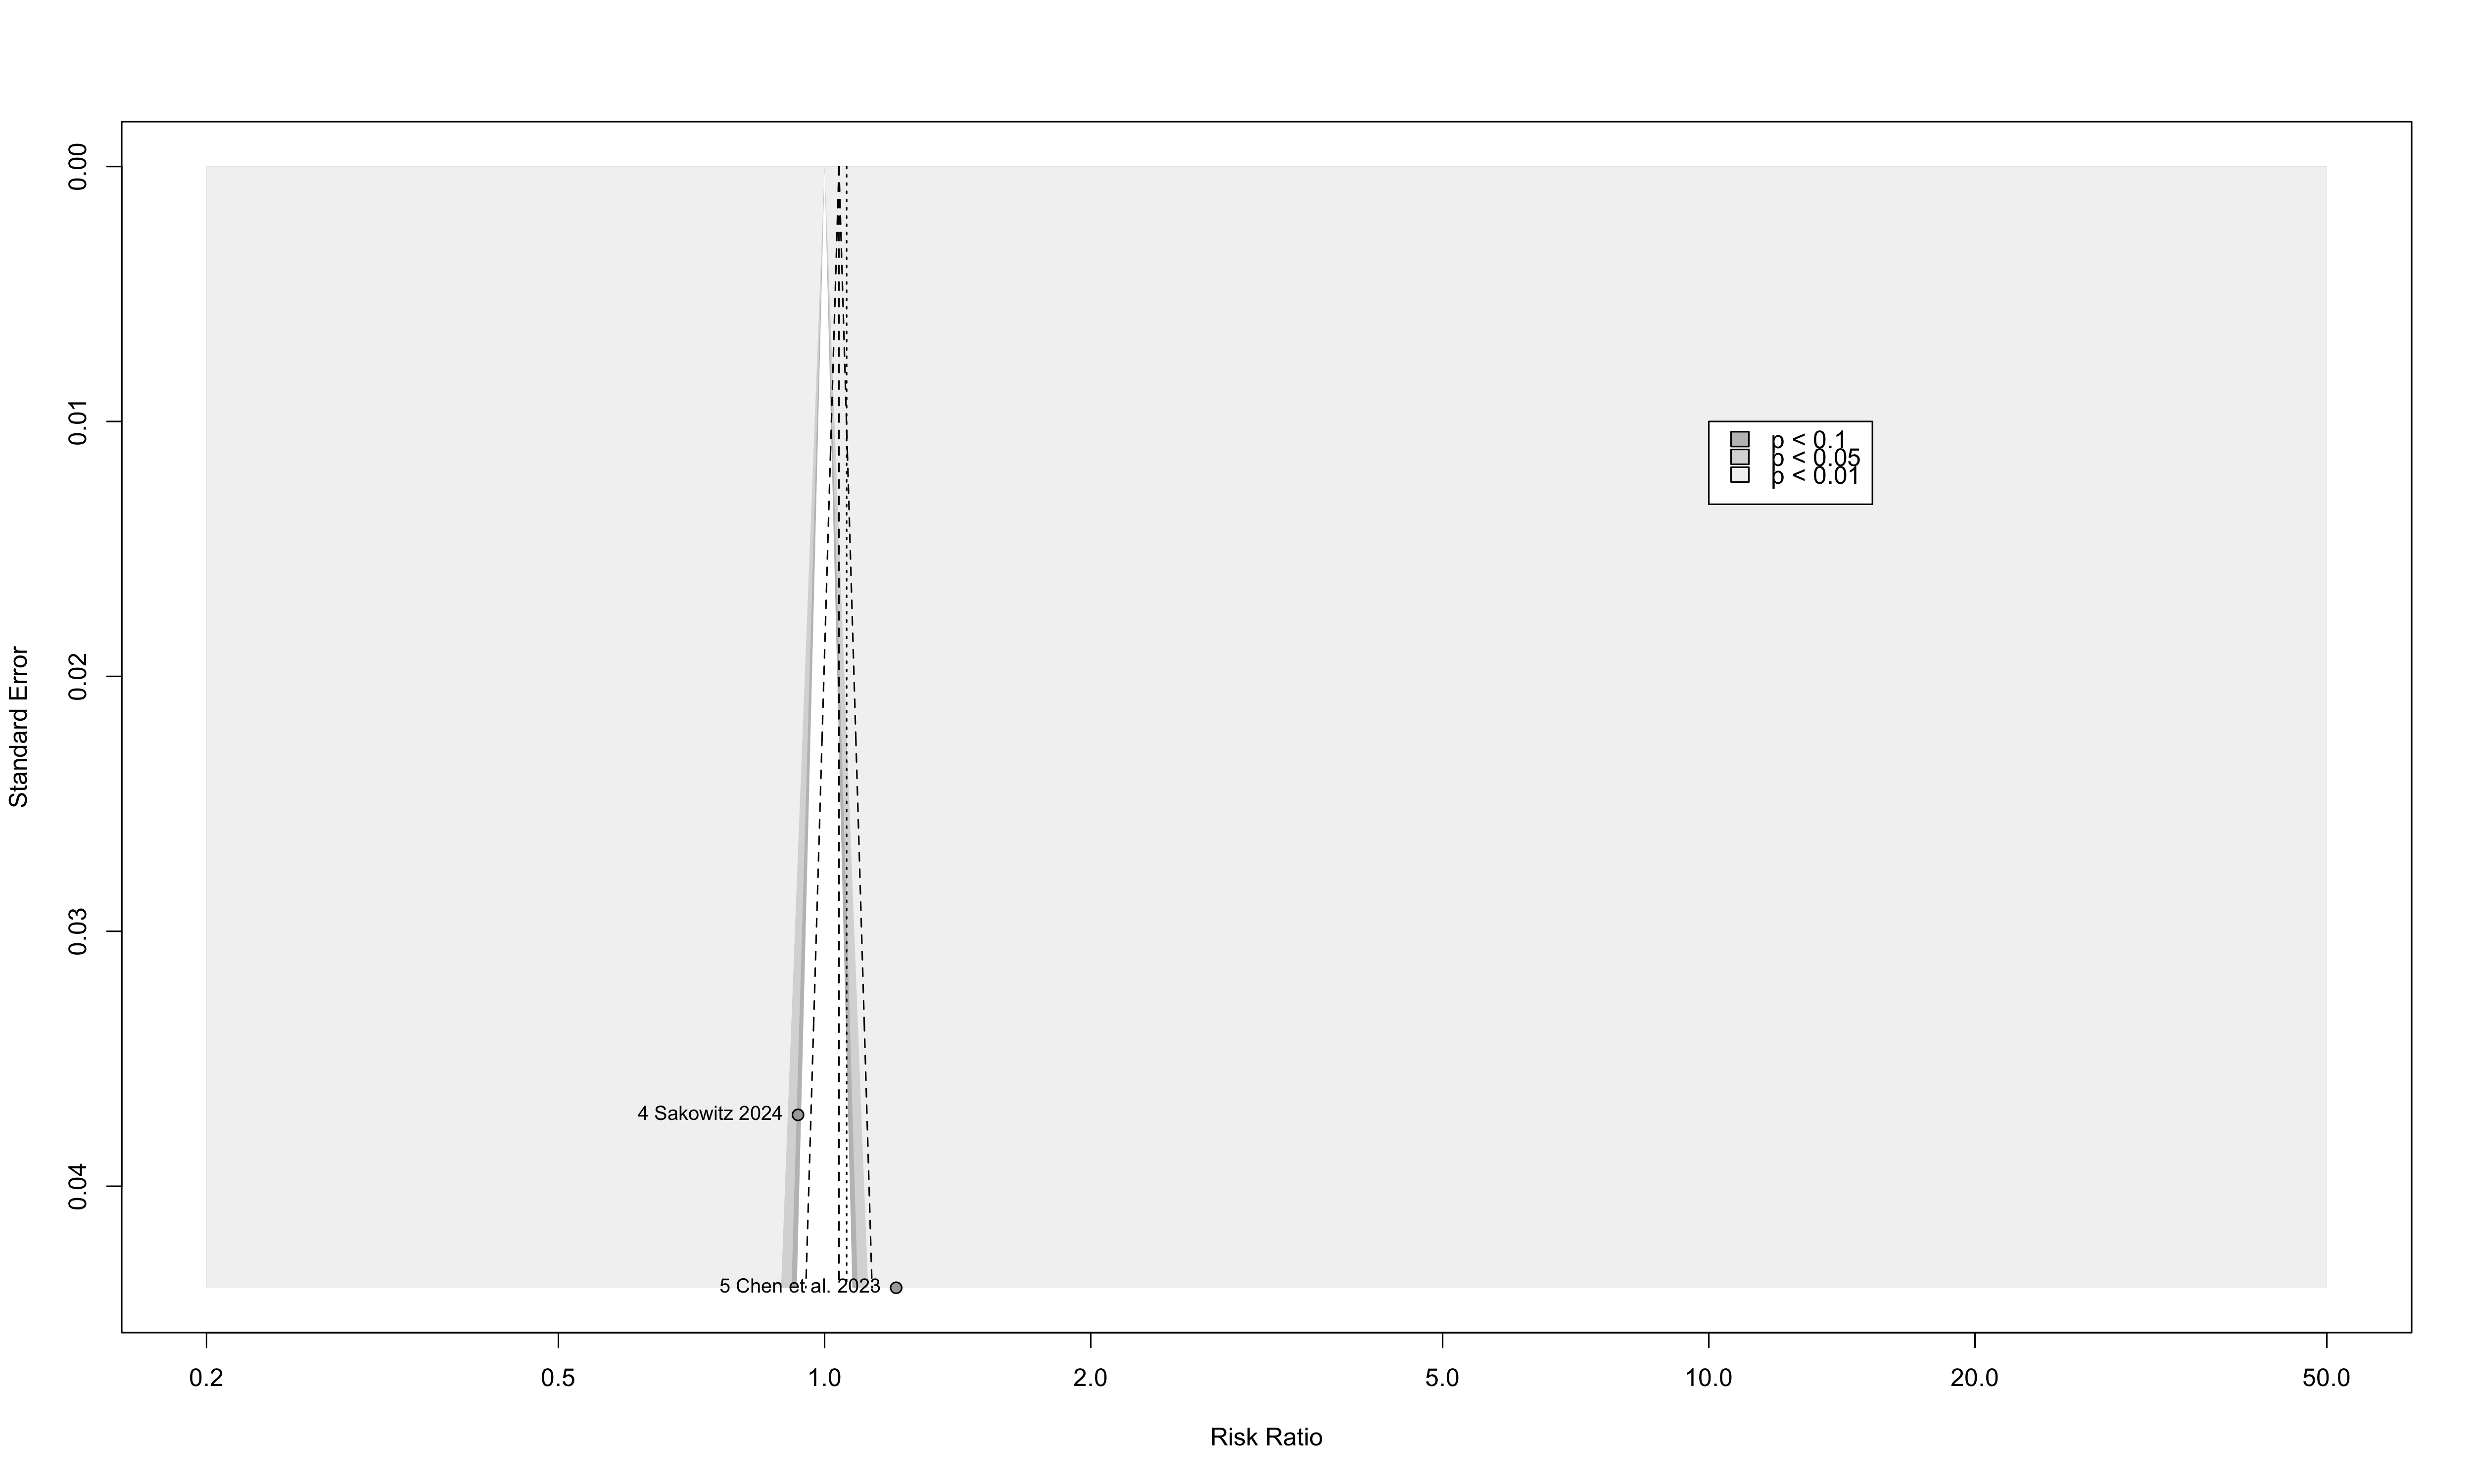 0.00
0.01
p < 0.1
p < 0.05
p < 0.01
0.02
Standard Error
0.03
4 Sakowitz 2024
0.04
5 Chen et al. 2023
0.2 0.5 1.0 2.0 5.0 10.0 20.0 50.0
Risk Ratio